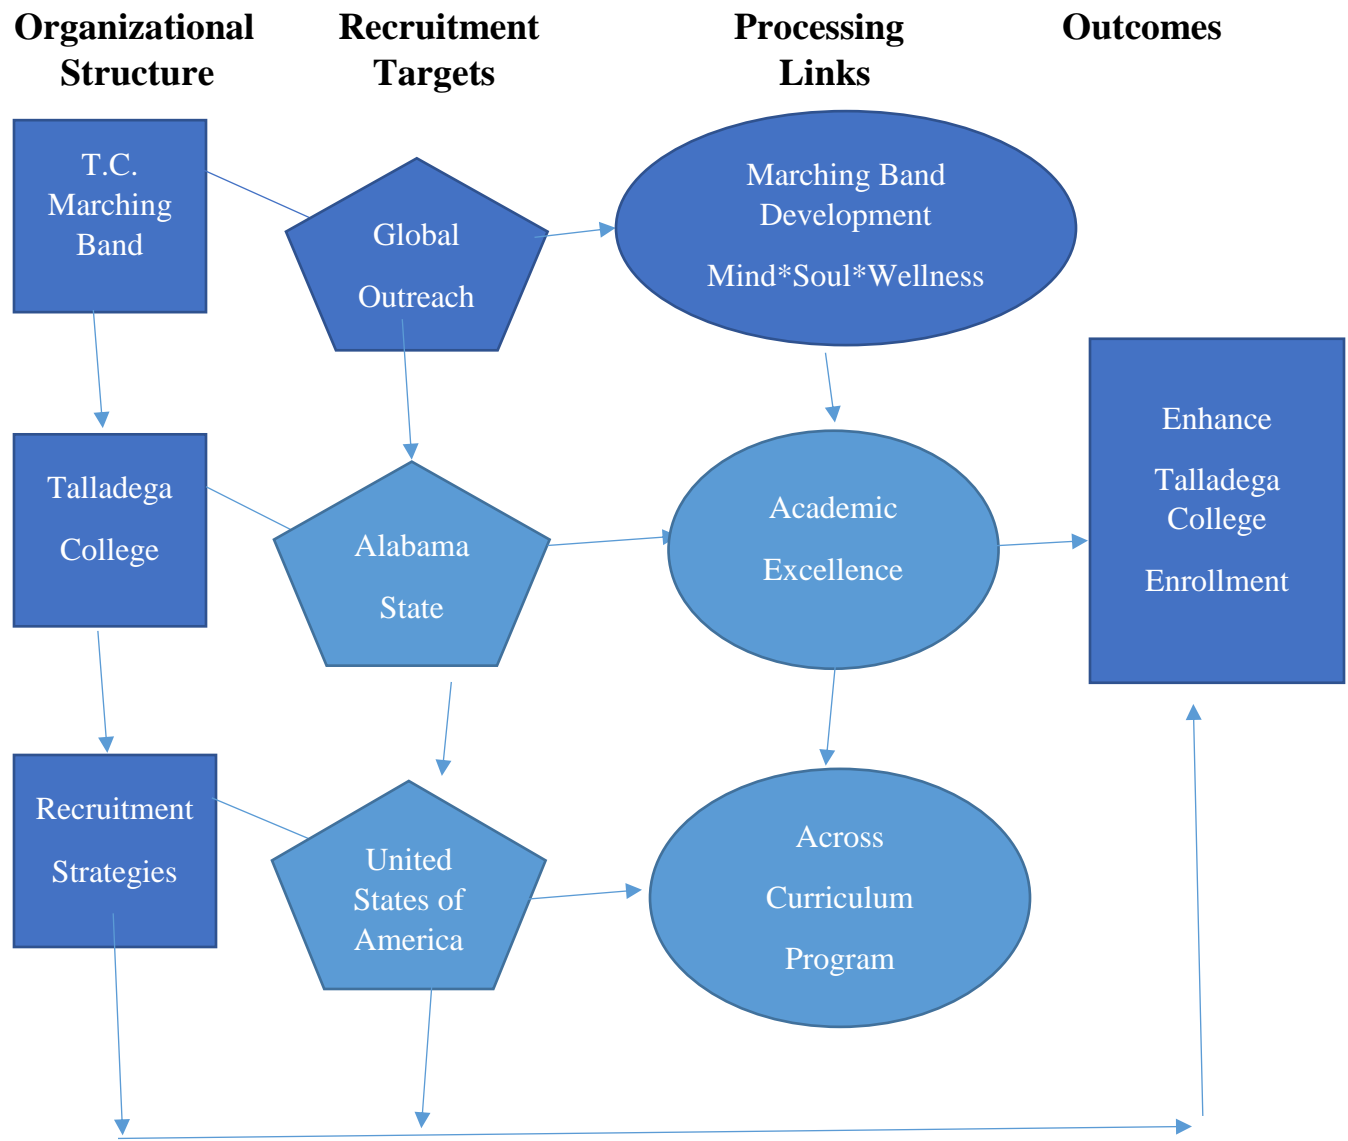 Organizational
Structure
Recruitment
Targets
Processing
Links
Outcomes
T.C.
Marching
Band
Global
Outreach
Marching Band
Development
Mind*Soul*Wellness
Talladega
College
Alabama
State
Academic
Excellence
Enhance
Talladega
College
Enrollment
Recruitment
Strategies
United
States of
America
Across
Curriculum
Program